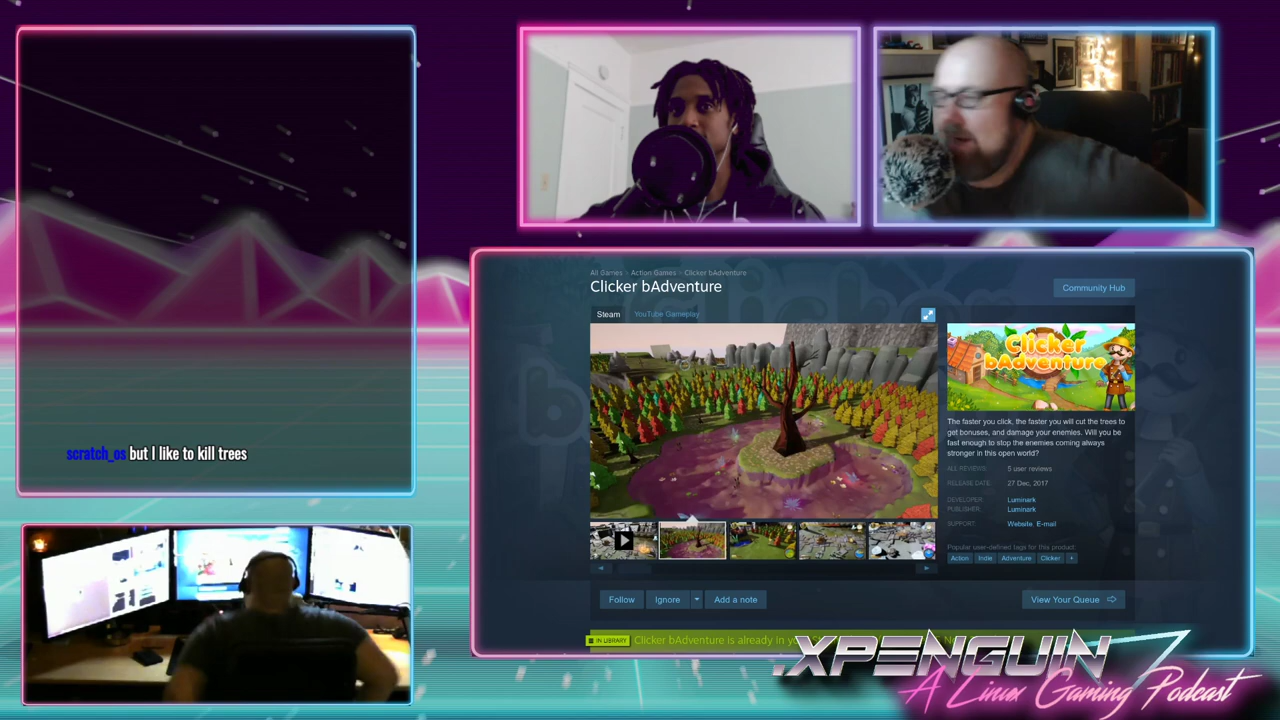 scratch_os but I like to kill trees
All Games > Action Games > Clicker bAdventure
Clicker bAdventure
Community Hub
Steam
YouTube Gameplay
Clicker
bAdventure
The faster you click, the faster you will cut the trees to
get bonuses, and damage your enemies. Will you be
fast enough to stop the enemies coming always
stronger in this open world?
ALL REVIEWS: 5 user reviews
RELEASE DATE: 27 Dec, 2017
DEVELOPER: Luminark
PUBLISHER: Luminark
SUPPORT: Website E-mail
Popular user-defined tags for this product:
Action Indie Adventure Clicker +
Follow
Ignore
Add a note
View Your Queue
IN LIBRARY
Clicker bAdventure is already in
XPENGUIN
A Linux Gaming Podcast